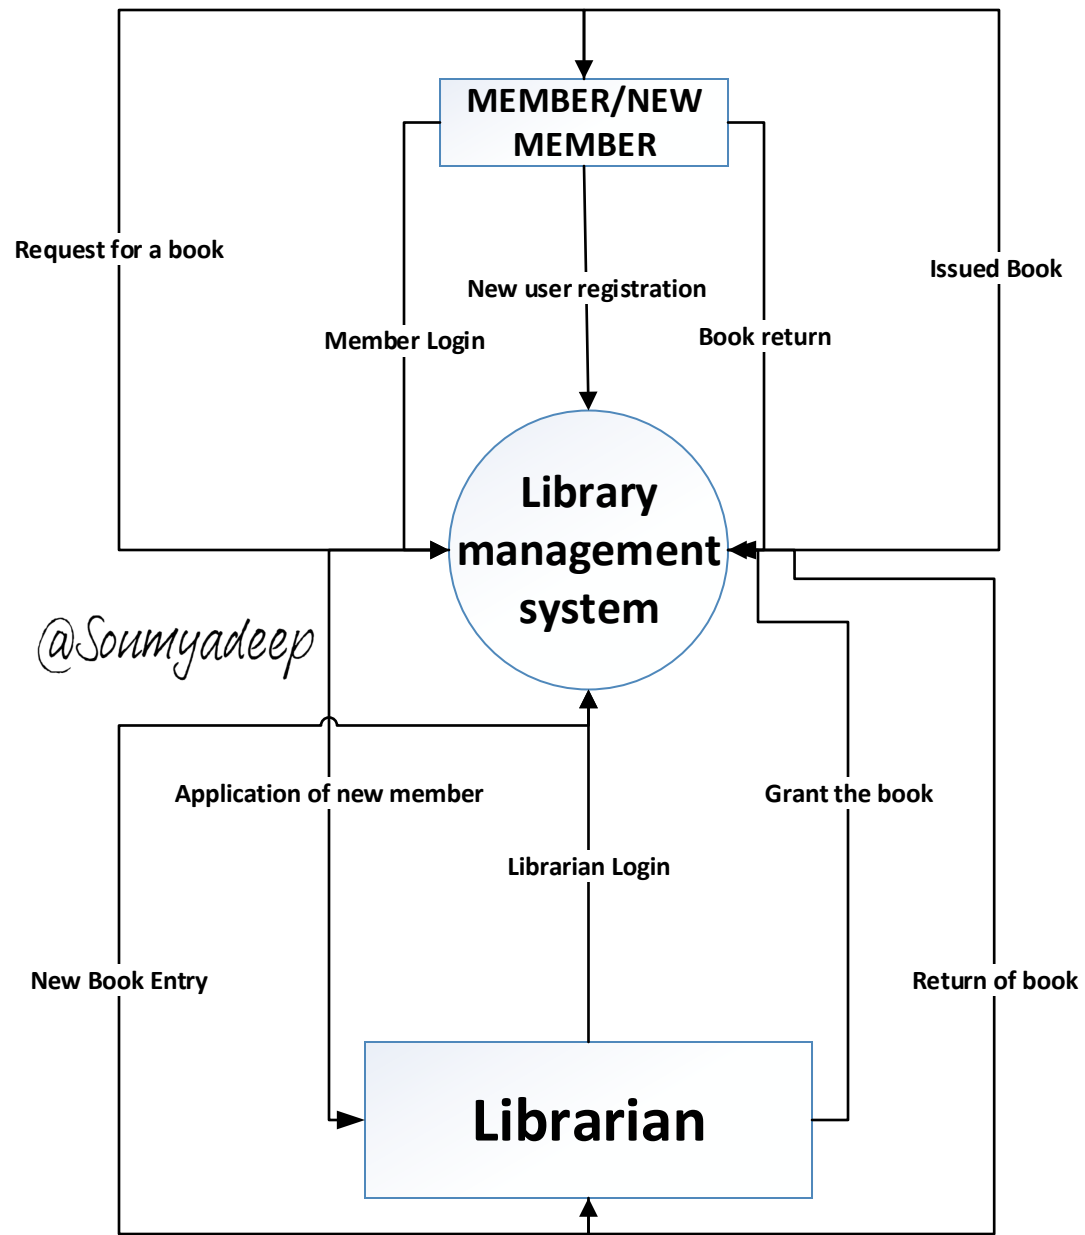 MEMBER/NEW
MEMBER
Request for a book
Issued Book
New user registration
Member Login
Book return
Library
management
system
@Soumyadeep
Application of new member
Grant the book
Librarian Login
New Book Entry
Return of book
Librarian